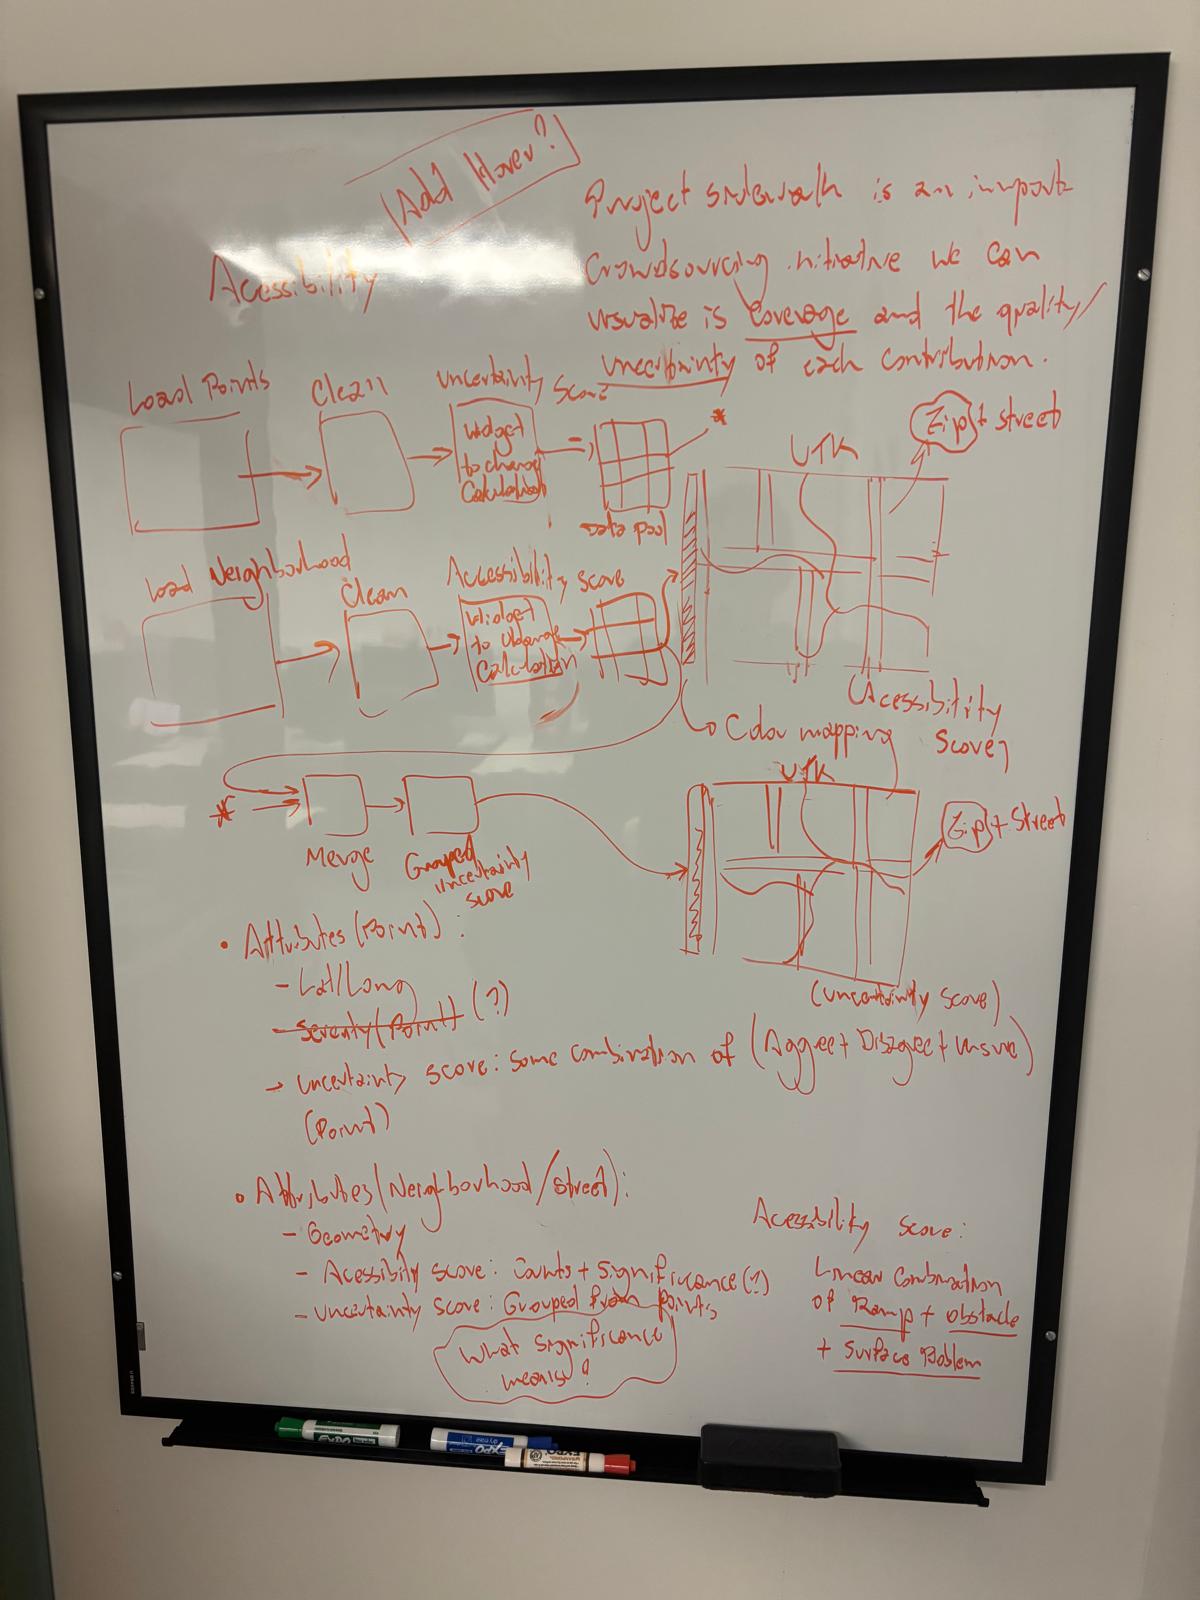 Add Hover?
Acessibility
Project sidewalk is an import
Crowdsourcing initiative we can
visualize is coverage and the quality/
uncertainty of each contribution.
Load Points
Clean
Uncertainty Score
Widget
to change
Calculation
Data pool
*
UTK
Zip + street
Load Neighborhood
Clean
Accessibility score
Widget
to change
Calculation
(Acessibility
Score)
Color mapping
UTK
Zip + Street
*
Merge
Grouped
uncertainty
score
(uncertainty score)
• Attributes (Point):
- Lat/Long
- Severity (Point) (?)
→ uncertainty score: some combination of (Aggree + Disagree + unsure)
(Point)
• Attributes (Neighborhood/Street):
- Geometry
- Acessibity score: Counts + Significance (?)
- uncertainty score: Grouped from points
What significance
means?
Acessibility score:
Linear Combination
of Ramp + obstacle
+ Surface Problem
EXPO